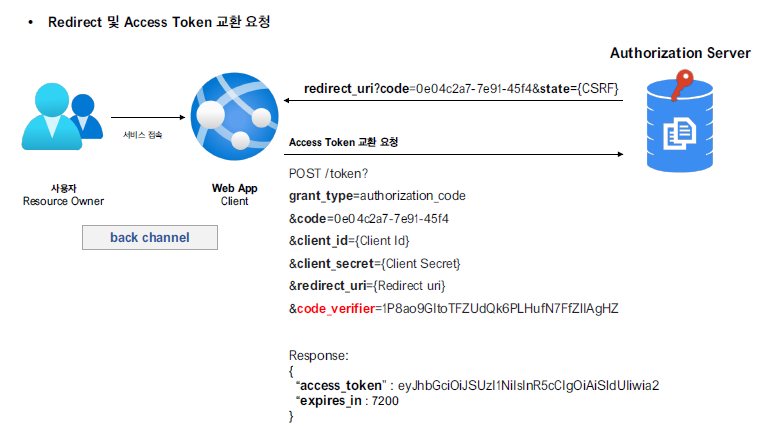 • Redirect 및 Access Token 교환 요청
Authorization Server
redirect_uri?code=0e04c2a7-7e91-45f4&state={CSRF}
서비스 접속
Access Token 교환 요청
사용자
Resource Owner
Web App
Client
back channel
POST /token?
grant_type=authorization_code
&code=0e04c2a7-7e91-45f4
&client_id={Client Id}
&client_secret={Client Secret}
&redirect_uri={Redirect uri}
&code_verifier=1P8ao9GltoTFZUdQk6PLHufN7FfZIIAgHZ
Response:
{
“access_token” : eyJhbGciOiJSUzI1NiIsInR5cCIgOiAiSldUIiwia2
“expires_in : 7200
}